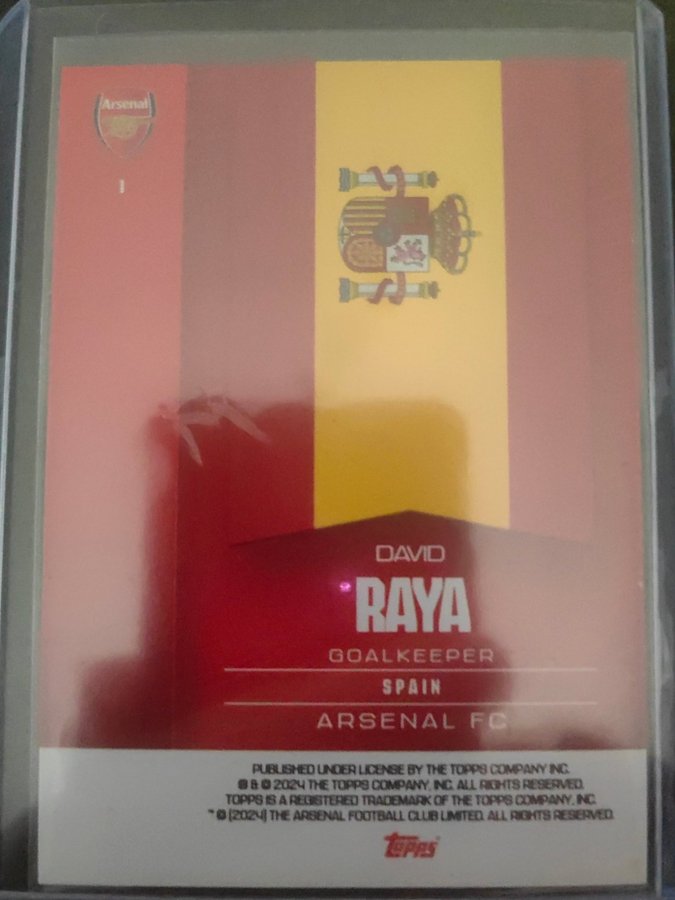 Arsenal
1
DAVID
RAYA
GOALKEEPER
SPAIN
ARSENAL FC
PUBLISHED UNDER LICENSE BY THE TOPPS COMPANY INC.
® & © 2024 THE TOPPS COMPANY, INC. ALL RIGHTS RESERVED.
TOPPS IS A REGISTERED TRADEMARK OF THE TOPPS COMPANY, INC.
™ © [2024] THE ARSENAL FOOTBALL CLUB LIMITED. ALL RIGHTS RESERVED.
topps